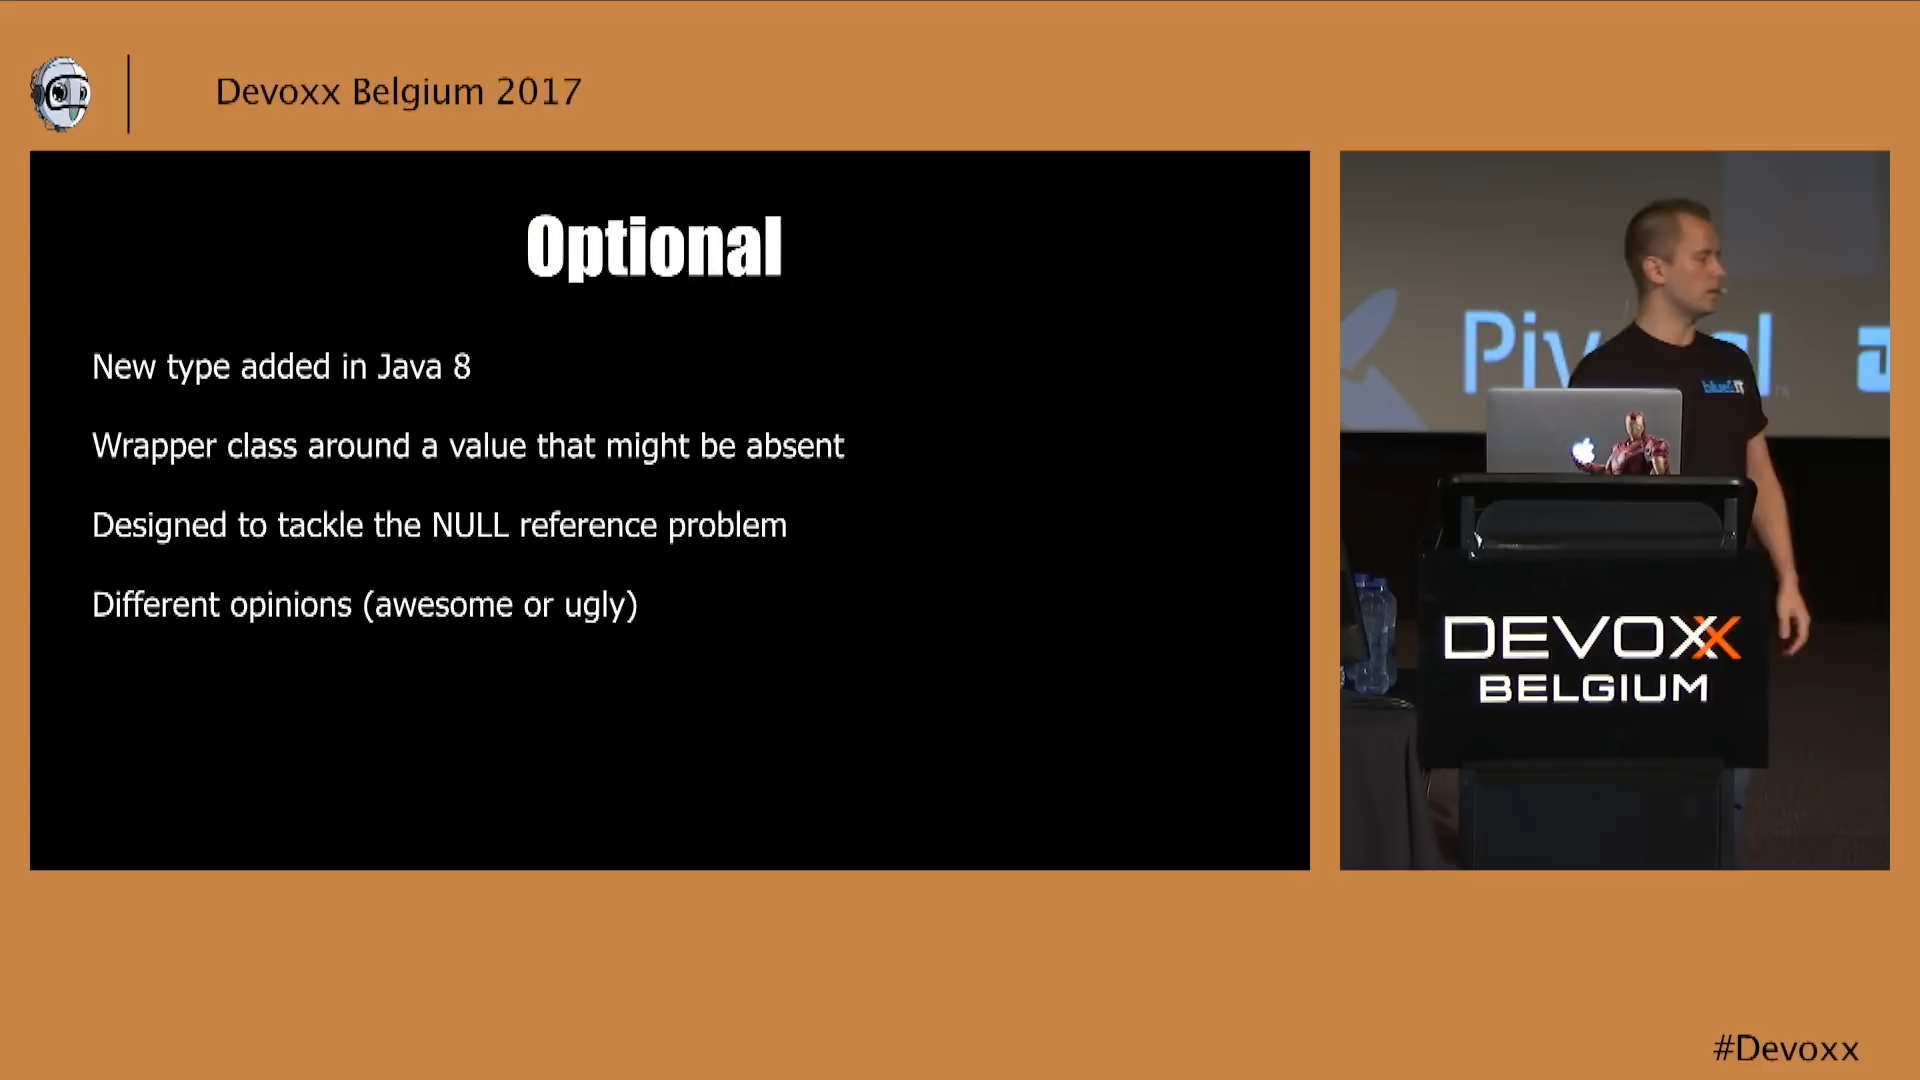 Devoxx Belgium 2017
Optional
New type added in Java 8
Wrapper class around a value that might be absent
Designed to tackle the NULL reference problem
Different opinions (awesome or ugly)
DEVOXX
BELGIUM
#Devoxx